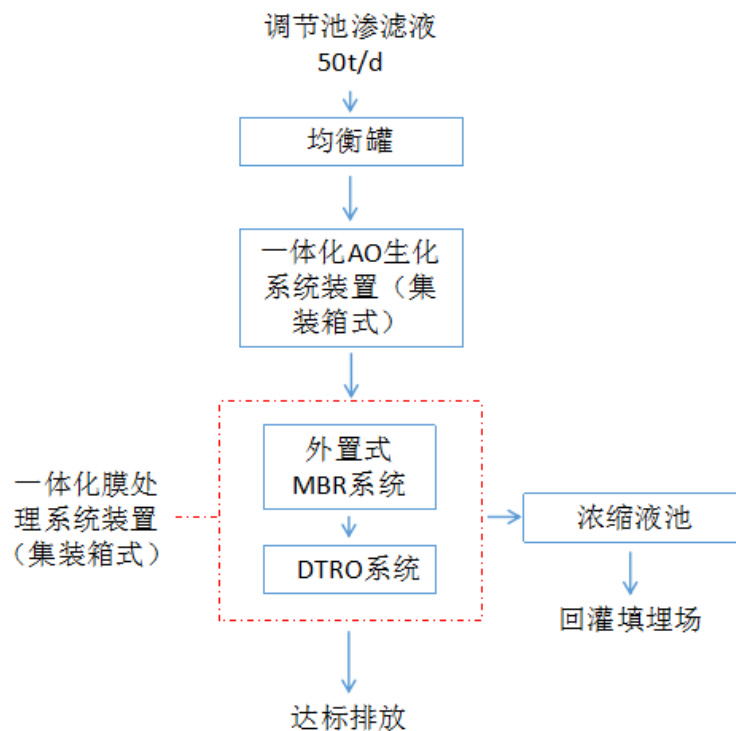 调节池渗滤液
50t/d
均衡罐
一体化AO生化
系统装置（集
装箱式）
外置式
MBR系统
一体化膜处
理系统装置
（集装箱式）
DTRO系统
浓缩液池
回灌填埋场
达标排放